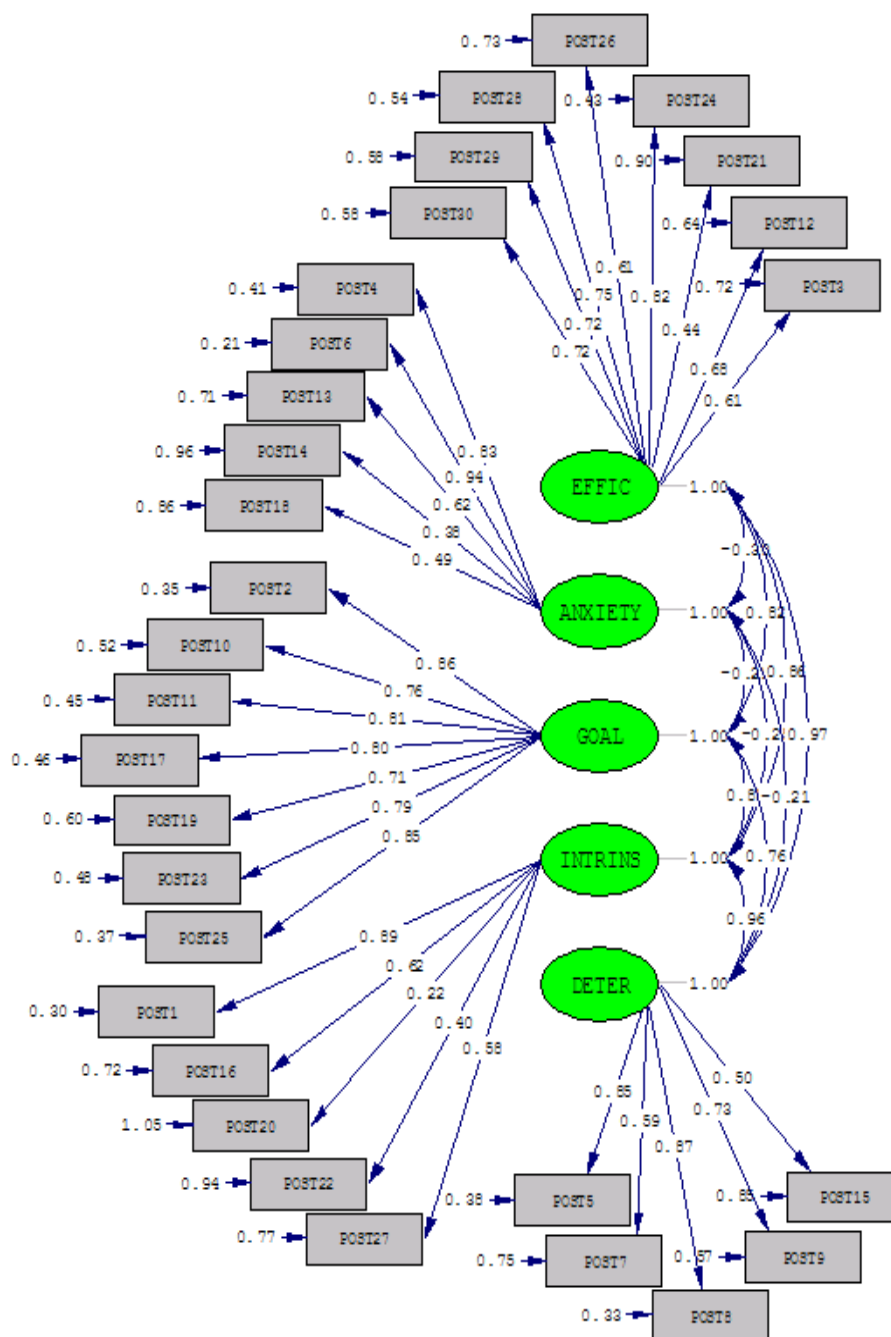 0.73 POST26
0.54 POST28
0.43 POST24
0.58 POST29
0.90 POST21
0.58 POST30
0.64 POST12
0.61
0.72 POST3
0.41 POST4
0.75
0.82
0.72
0.44
0.21 POST6
0.72
0.68
0.71 POST13
0.61
0.96 POST14
0.83
0.94
EFFIC 1.00
0.86 POST18
0.62
0.38
0.49
0.35 POST2
ANXIETY 1.00 0.82
0.52 POST10
0.86
0.76
0.86
0.45 POST11
0.81
GOAL 1.00 0.97
0.46 POST17
0.80
0.71
0.79
-0.21
0.60 POST19
0.85
0.48 POST23
INTRINS 1.00 0.76
0.37 POST25
0.89
0.96
0.62
0.22
DETER 1.00
0.30 POST1
0.40
0.58
0.72 POST16
0.50
0.85
0.73
1.05 POST20
0.59
0.87
0.94 POST22
0.38 POST5
0.85 POST15
0.77 POST27
0.75 POST7
0.57 POST9
0.33 POST8